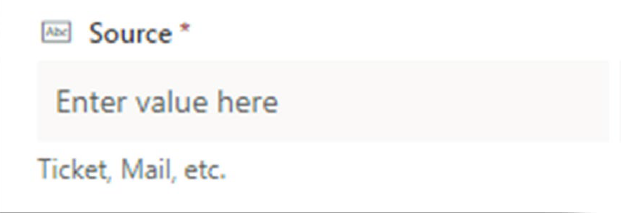 Abc Source *
Enter value here
Ticket, Mail, etc.